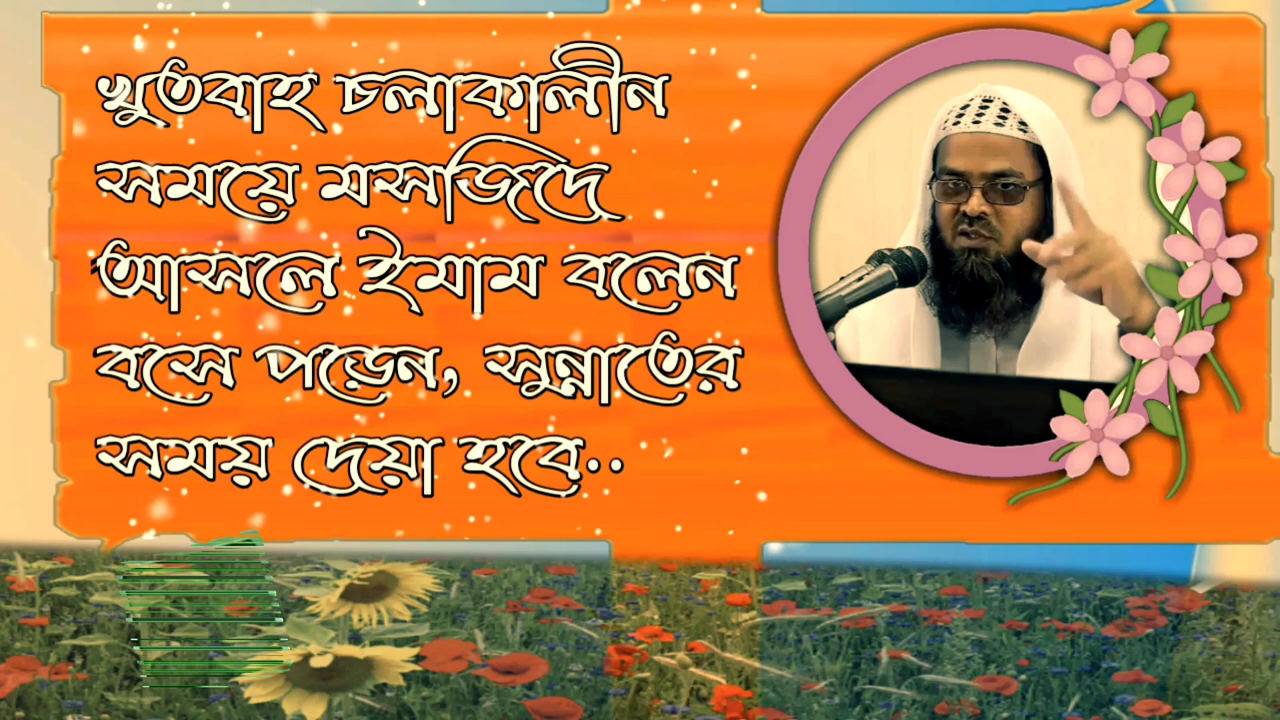 খুতবাহ চলাকালীন
সময়ে মসজিদে
আসলে ইমাম বলেন
বসে পড়েন, সুন্নাতের
সময় দেয়া হবে..